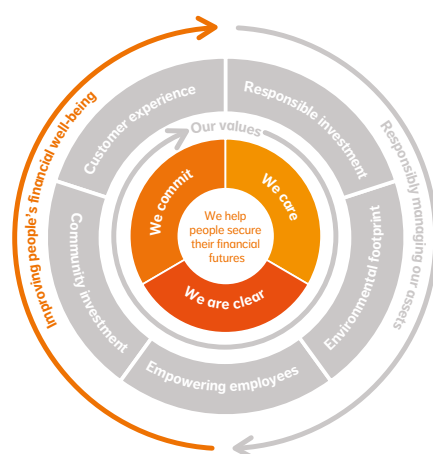 Improving people's financial well-being
Responsibly managing our assets
Customer experience
Responsible investment
Environmental footprint
Empowering employees
Community investment
Our values
We commit
We care
We are clear
We help
people secure
their financial
futures